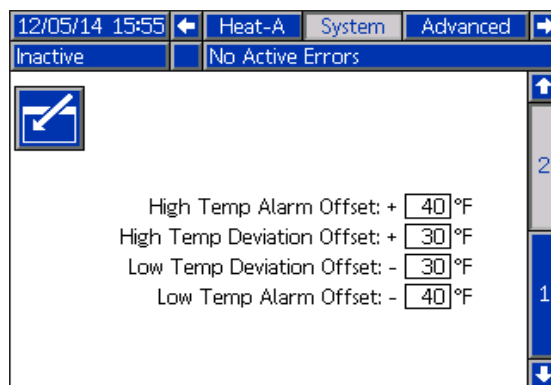 12/05/14 15:55 Heat-A System Advanced
Inactive No Active Errors
2
High Temp Alarm Offset: + 40 °F
High Temp Deviation Offset: + 30 °F
Low Temp Deviation Offset: - 30 °F
Low Temp Alarm Offset: - 40 °F
1